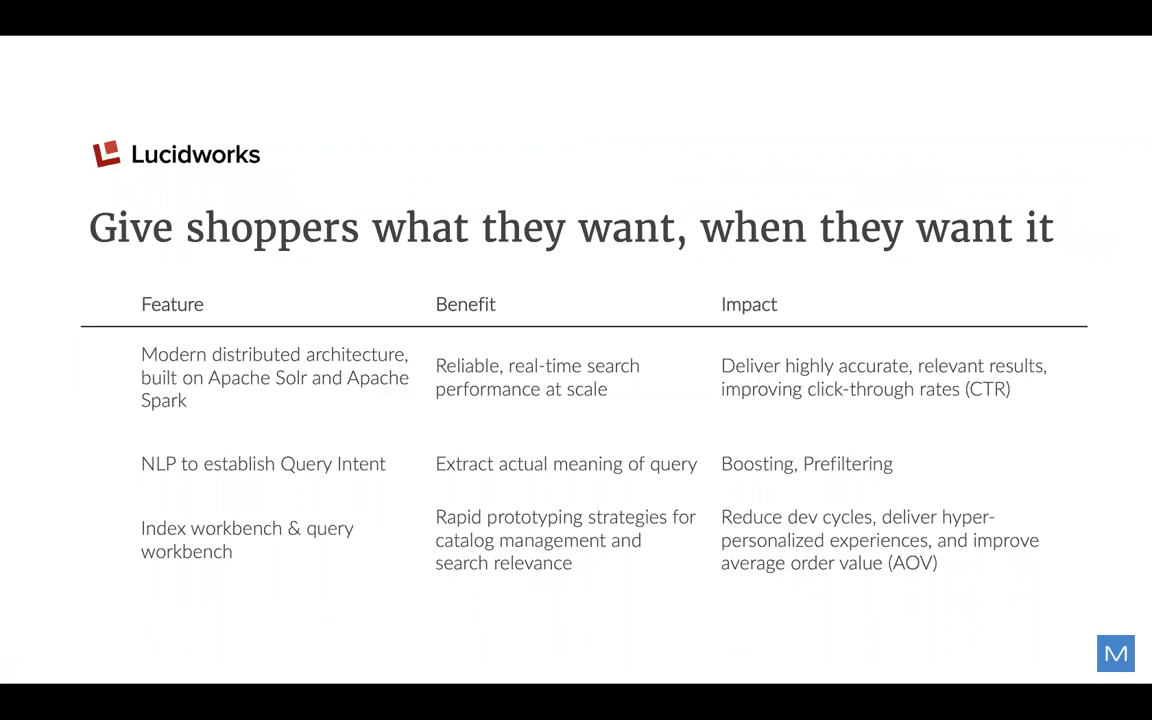 Lucidworks
Give shoppers what they want, when they want it
Feature
Benefit
Impact
Modern distributed architecture,
built on Apache Solr and Apache
Spark
Reliable, real-time search
performance at scale
Deliver highly accurate, relevant results,
improving click-through rates (CTR)
NLP to establish Query Intent
Extract actual meaning of query
Boosting, Prefiltering
Index workbench & query
workbench
Rapid prototyping strategies for
catalog management and
search relevance
Reduce dev cycles, deliver hyper-
personalized experiences, and improve
average order value (AOV)
M